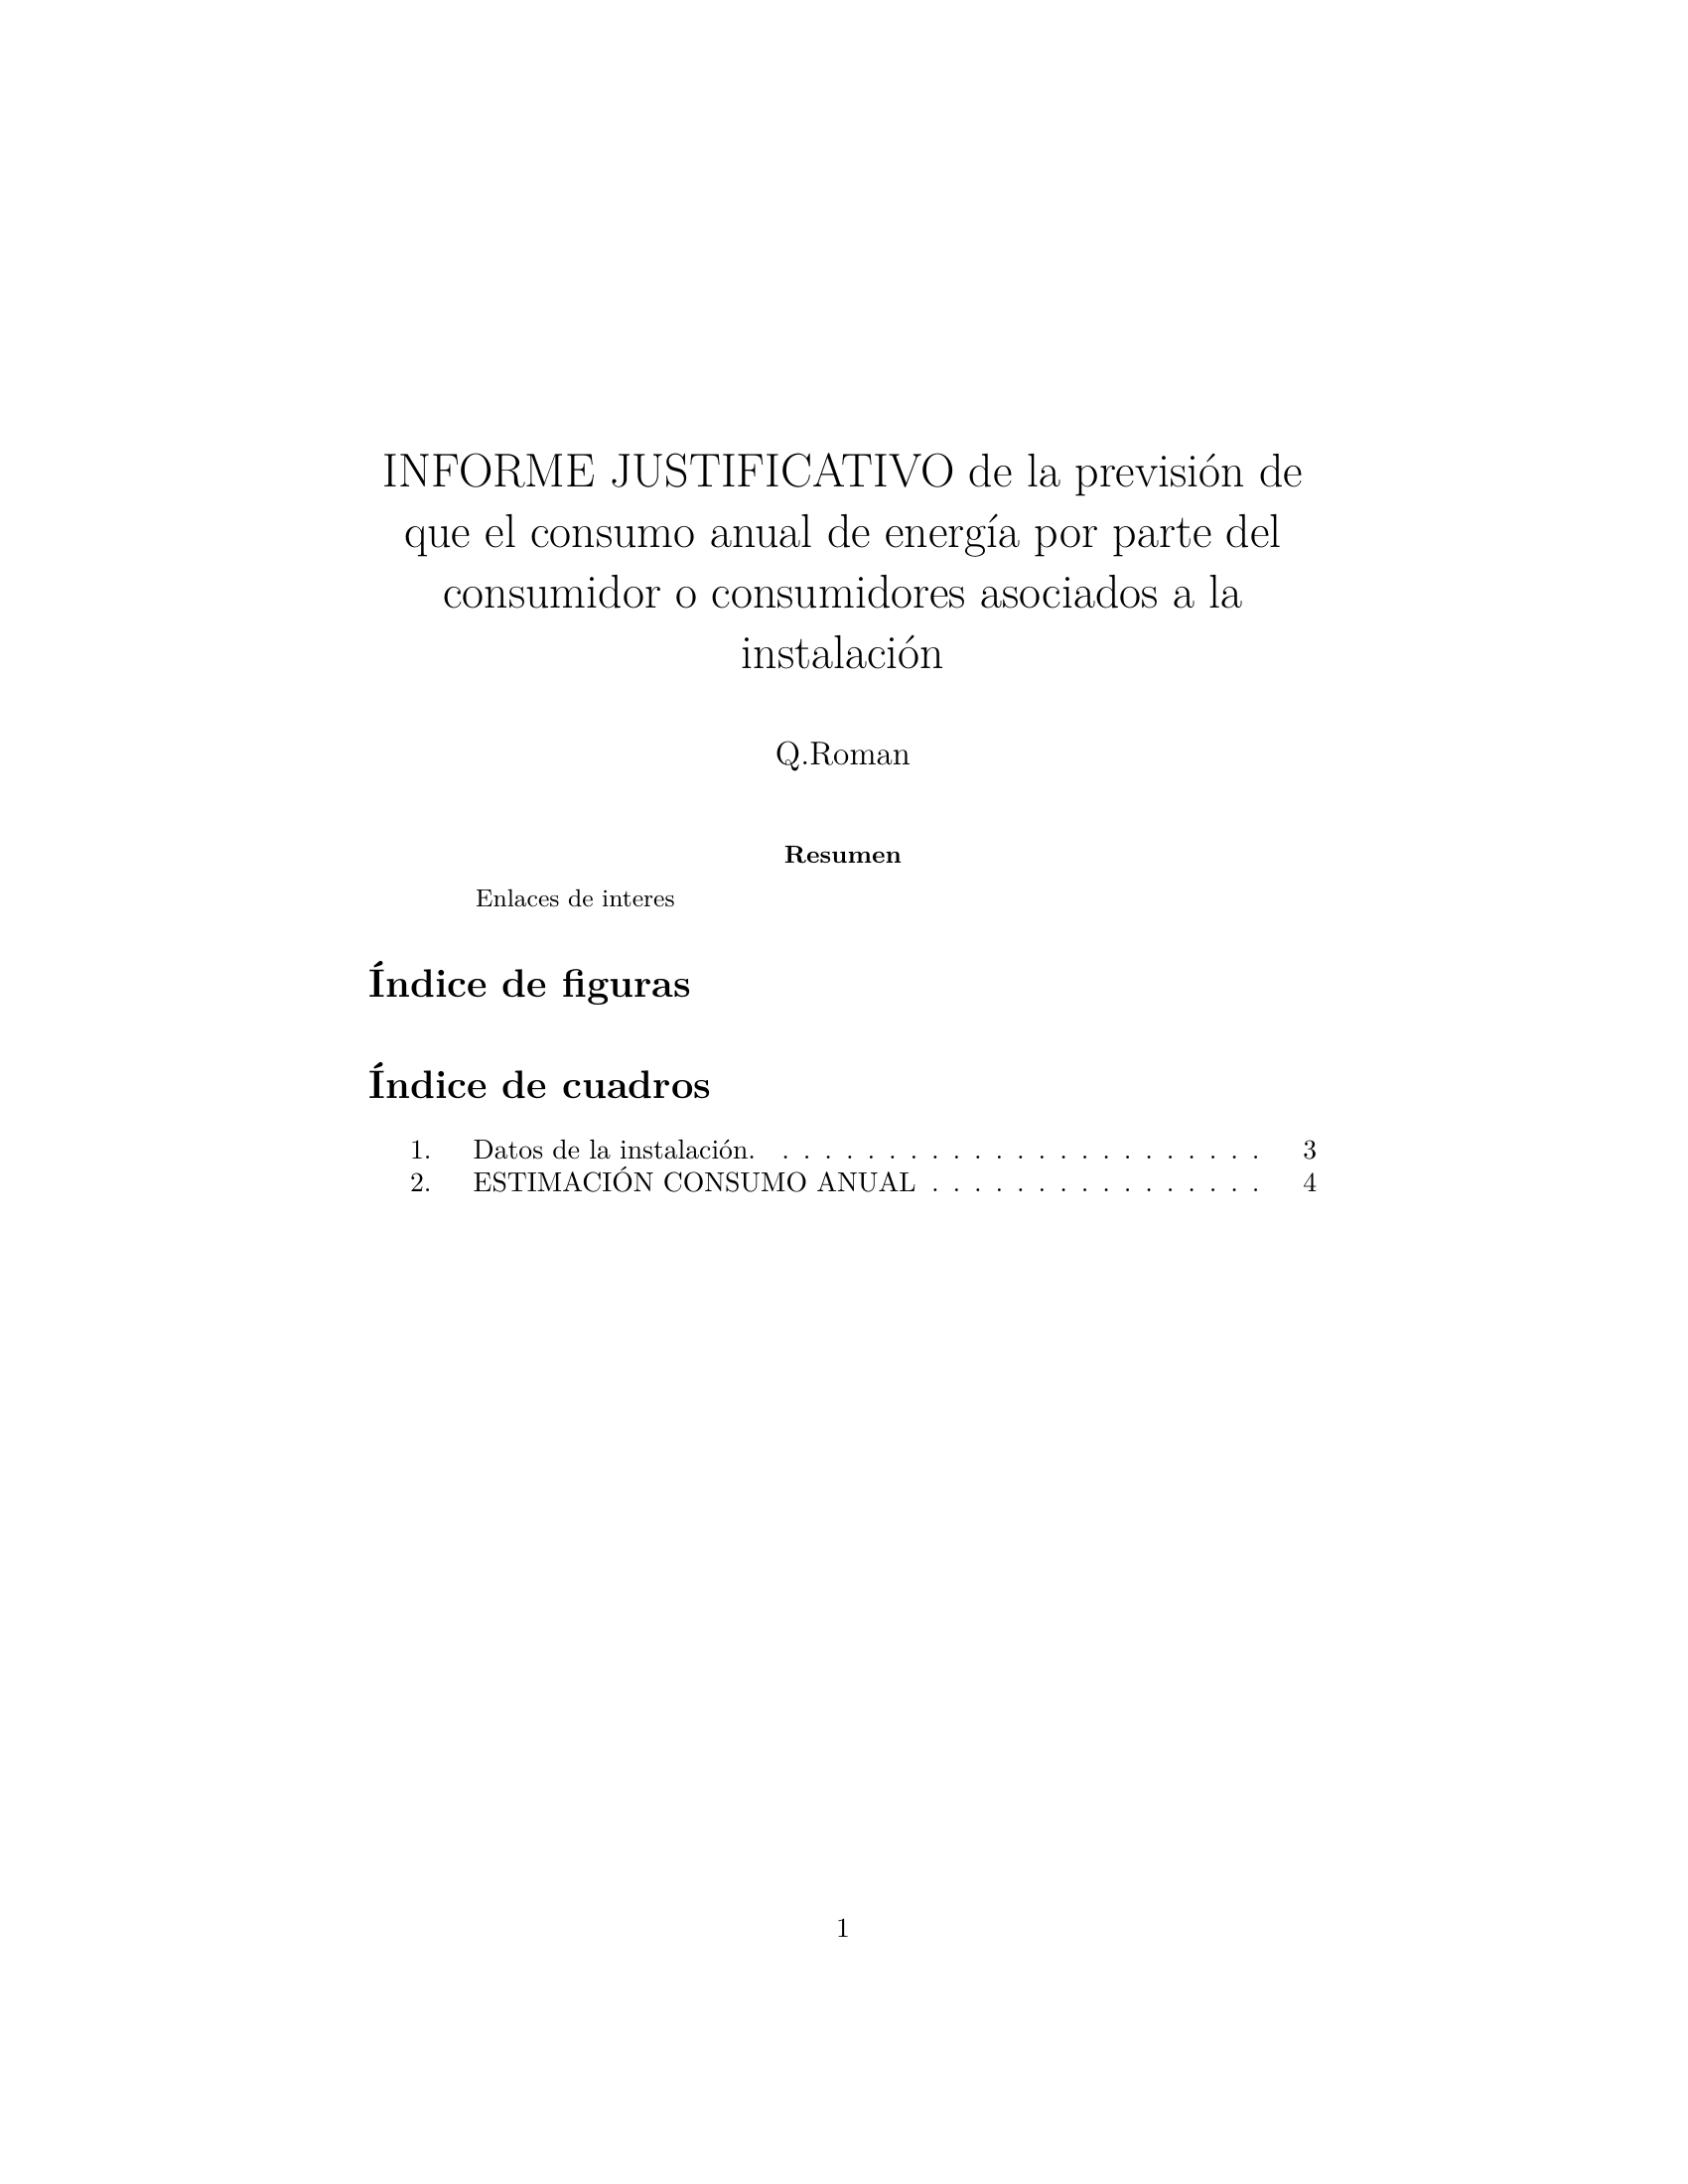 INFORME JUSTIFICATIVO de la previsión de
que el consumo anual de energía por parte del
consumidor o consumidores asociados a la
instalación
Q.Roman
Resumen
Enlaces de interes
Índice de figuras
Índice de cuadros
1. Datos de la instalación. . . . . . . . . . . . . . . . . . . . . . . . 3
2. ESTIMACIÓN CONSUMO ANUAL . . . . . . . . . . . . . . . . 4
1